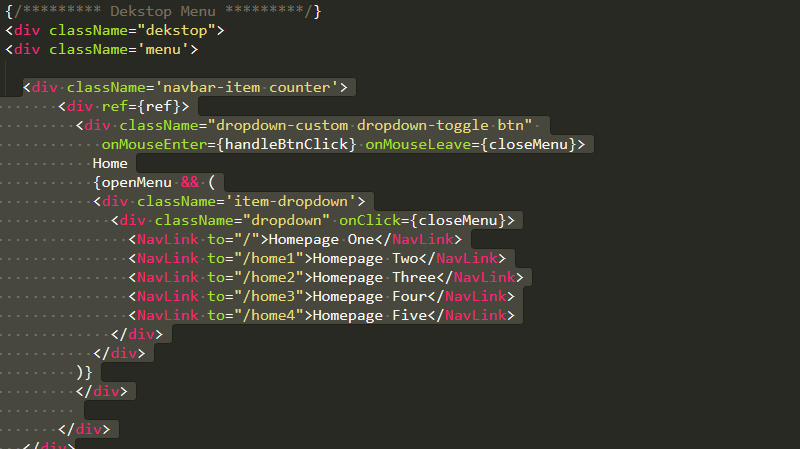 {/********* Dekstop Menu *********/}
<div className="dekstop">
<div className='menu'>
<div className='navbar-item counter'>
<div ref={ref}>
<div className="dropdown-custom dropdown-toggle btn"
onMouseEnter={handleBtnClick} onMouseLeave={closeMenu}>
Home
{openMenu && (
<div className='item-dropdown'>
<div className="dropdown" onClick={closeMenu}>
<NavLink to="/">Homepage One</NavLink>
<NavLink to="/home1">Homepage Two</NavLink>
<NavLink to="/home2">Homepage Three</NavLink>
<NavLink to="/home3">Homepage Four</NavLink>
<NavLink to="/home4">Homepage Five</NavLink>
</div>
</div>
)}
</div>
</div>
</div>